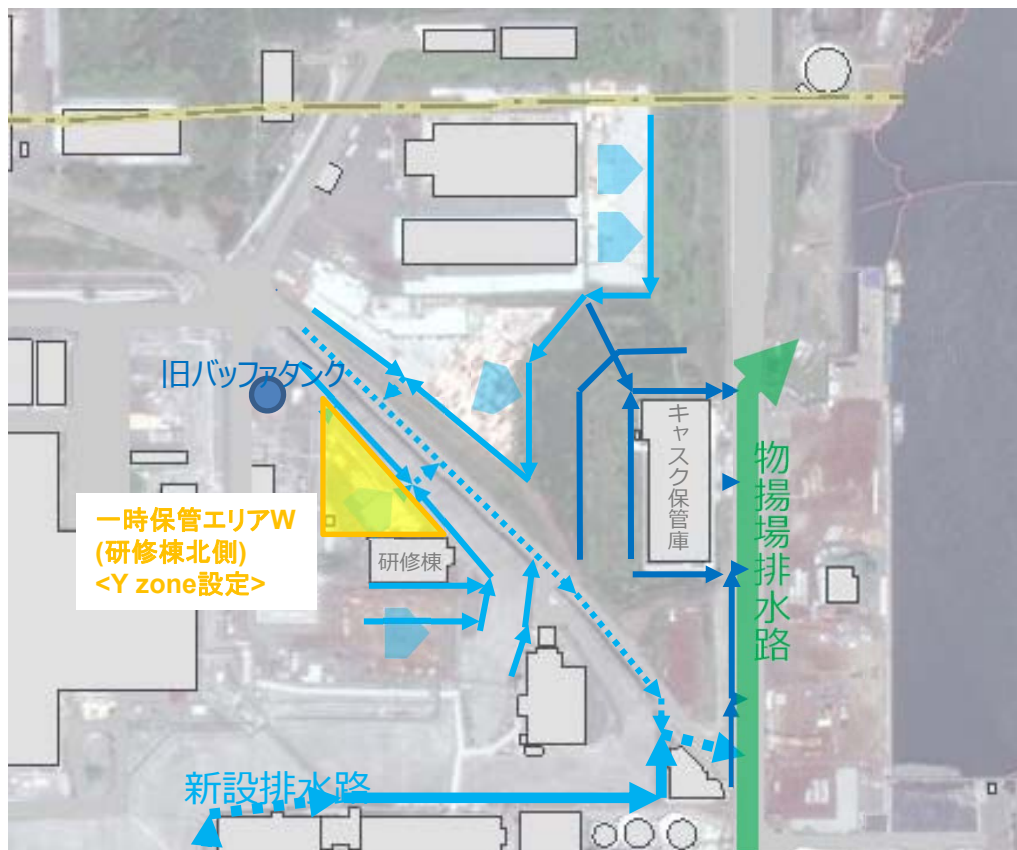 旧バッファタンク
キャスク保管庫
物揚場排水路
一時保管エリアW
(研修棟北側)
<Y zone設定>
研修棟
新設排水路